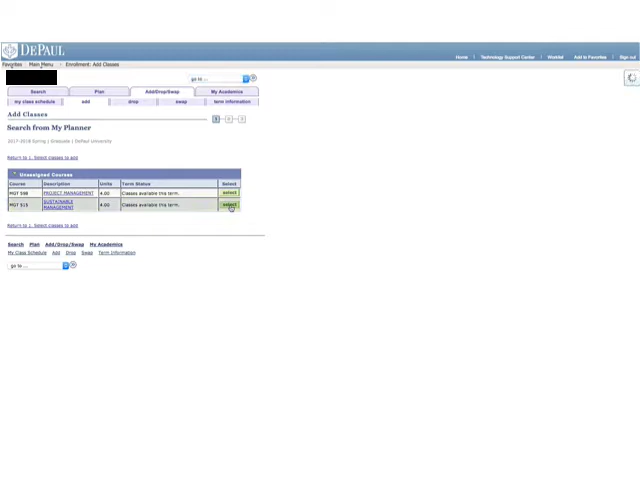 DEPAUL
Home | Technology Support Center | Worklist | Add to Favorites | Sign out
Favorites | Main Menu > Enrollment: Add Classes
go to ...
Search Plan Add/Drop/Swap My Academics
my class schedule add drop swap term information
Add Classes
1 2 3
Search from My Planner
2017-2018 Spring | Graduate | DePaul University
Return to 1. Select classes to add
Unassigned Courses
Course Description Units Term Status Select
MGT 598 PROJECT MANAGEMENT 4.00 Classes available this term. select
MGT 515 SUSTAINABLE MANAGEMENT 4.00 Classes available this term. select
Return to 1. Select classes to add
Search Plan Add/Drop/Swap My Academics
My Class Schedule Add Drop Swap Term Information
go to ...